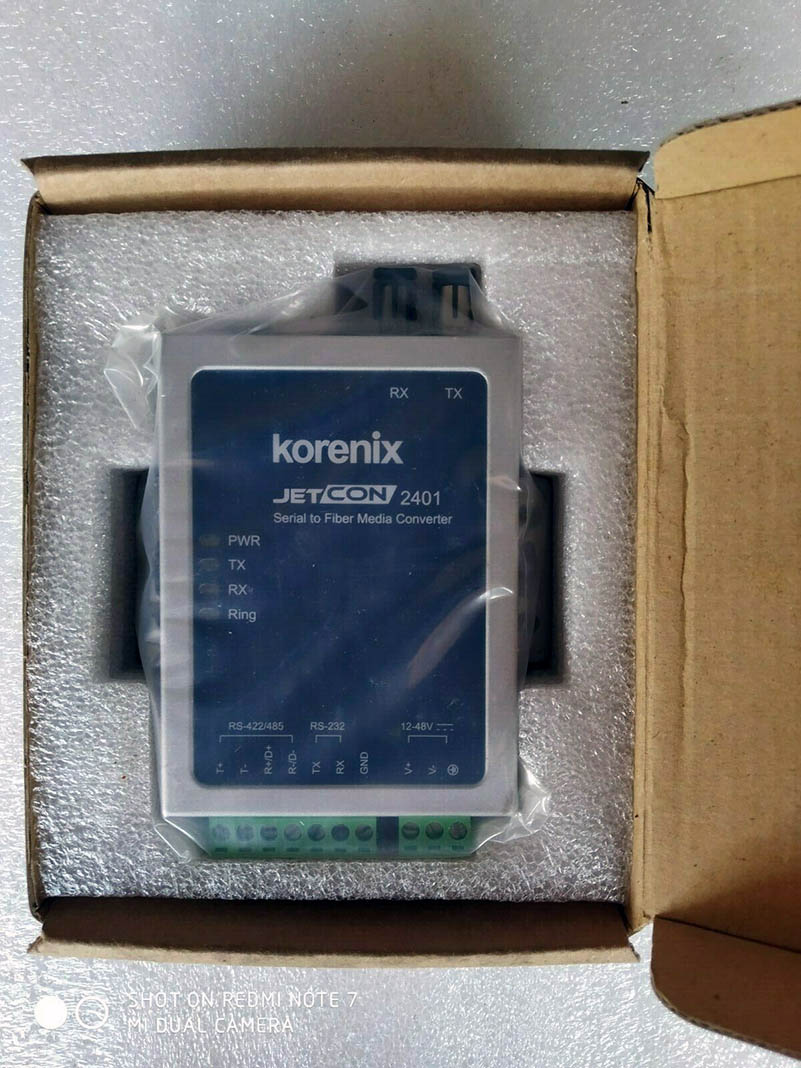 RX TX
korenix
JETCON 2401
Serial to Fiber Media Converter
PWR
TX
RX
Ring
RS-422/485 RS-232 12-48V
T+ T- R+/D+ R-/D- TX RX GND V+ V-
SHOT ON REDMI NOTE 7
MI DUAL CAMERA